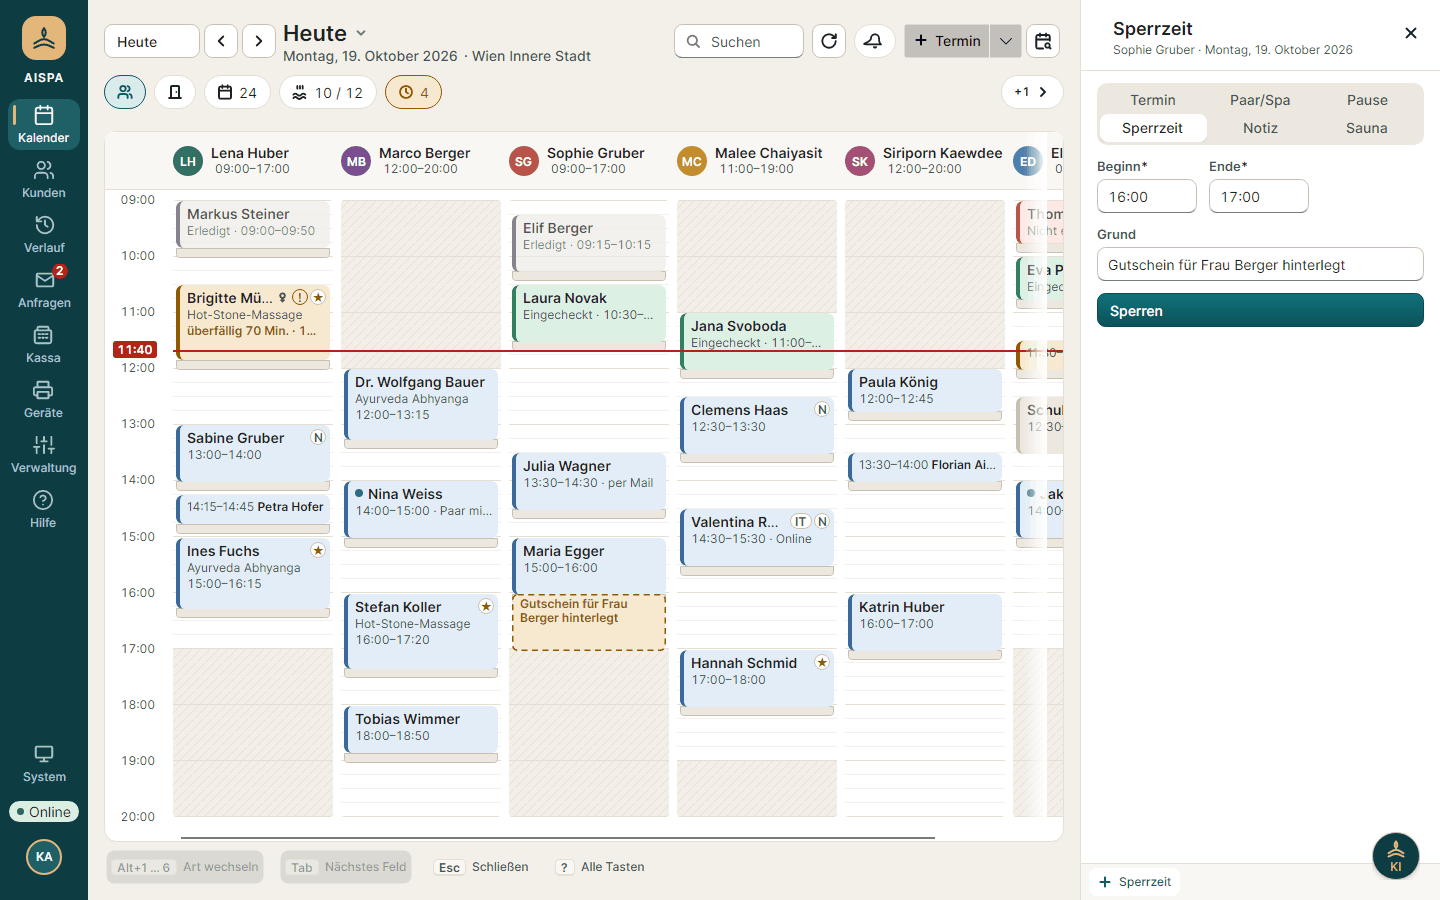 AISPA
Kalender
Kunden
Verlauf
2
Anfragen
Kassa
Geräte
Verwaltung
Hilfe
System
Online
KA
Heute
Heute
Montag, 19. Oktober 2026 · Wien Innere Stadt
Suchen
Termin
24
10 / 12
4
+1
LH
Lena Huber
09:00–17:00
MB
Marco Berger
12:00–20:00
SG
Sophie Gruber
09:00–17:00
MC
Malee Chaiyasit
11:00–19:00
SK
Siriporn Kaewdee
12:00–20:00
ED
09:00
10:00
11:00
11:40
12:00
13:00
14:00
15:00
16:00
17:00
18:00
19:00
20:00
Markus Steiner
Erledigt · 09:00–09:50
Brigitte Mü...
Hot-Stone-Massage
überfällig 70 Min. · 1...
Sabine Gruber
N
13:00–14:00
14:15–14:45 Petra Hofer
Ines Fuchs
Ayurveda Abhyanga
15:00–16:15
Dr. Wolfgang Bauer
Ayurveda Abhyanga
12:00–13:15
Nina Weiss
14:00–15:00 · Paar mi...
Stefan Koller
Hot-Stone-Massage
16:00–17:20
Tobias Wimmer
18:00–18:50
Elif Berger
Erledigt · 09:15–10:15
Laura Novak
Eingecheckt · 10:30–...
Julia Wagner
13:30–14:30 · per Mail
Maria Egger
15:00–16:00
Gutschein für Frau
Berger hinterlegt
Jana Svoboda
Eingecheckt · 11:00–...
Clemens Haas
N
12:30–13:30
Valentina R...
IT
N
14:30–15:30 · Online
Hannah Schmid
17:00–18:00
Paula König
12:00–12:45
13:30–14:00 Florian Ai...
Katrin Huber
16:00–17:00
Alt+1 ... 6
Art wechseln
Tab
Nächstes Feld
Esc
Schließen
?
Alle Tasten
Sperrzeit
Sophie Gruber · Montag, 19. Oktober 2026
Termin
Paar/Spa
Pause
Sperrzeit
Notiz
Sauna
Beginn*
Ende*
16:00
17:00
Grund
Gutschein für Frau Berger hinterlegt
Sperren
Sperrzeit
KI